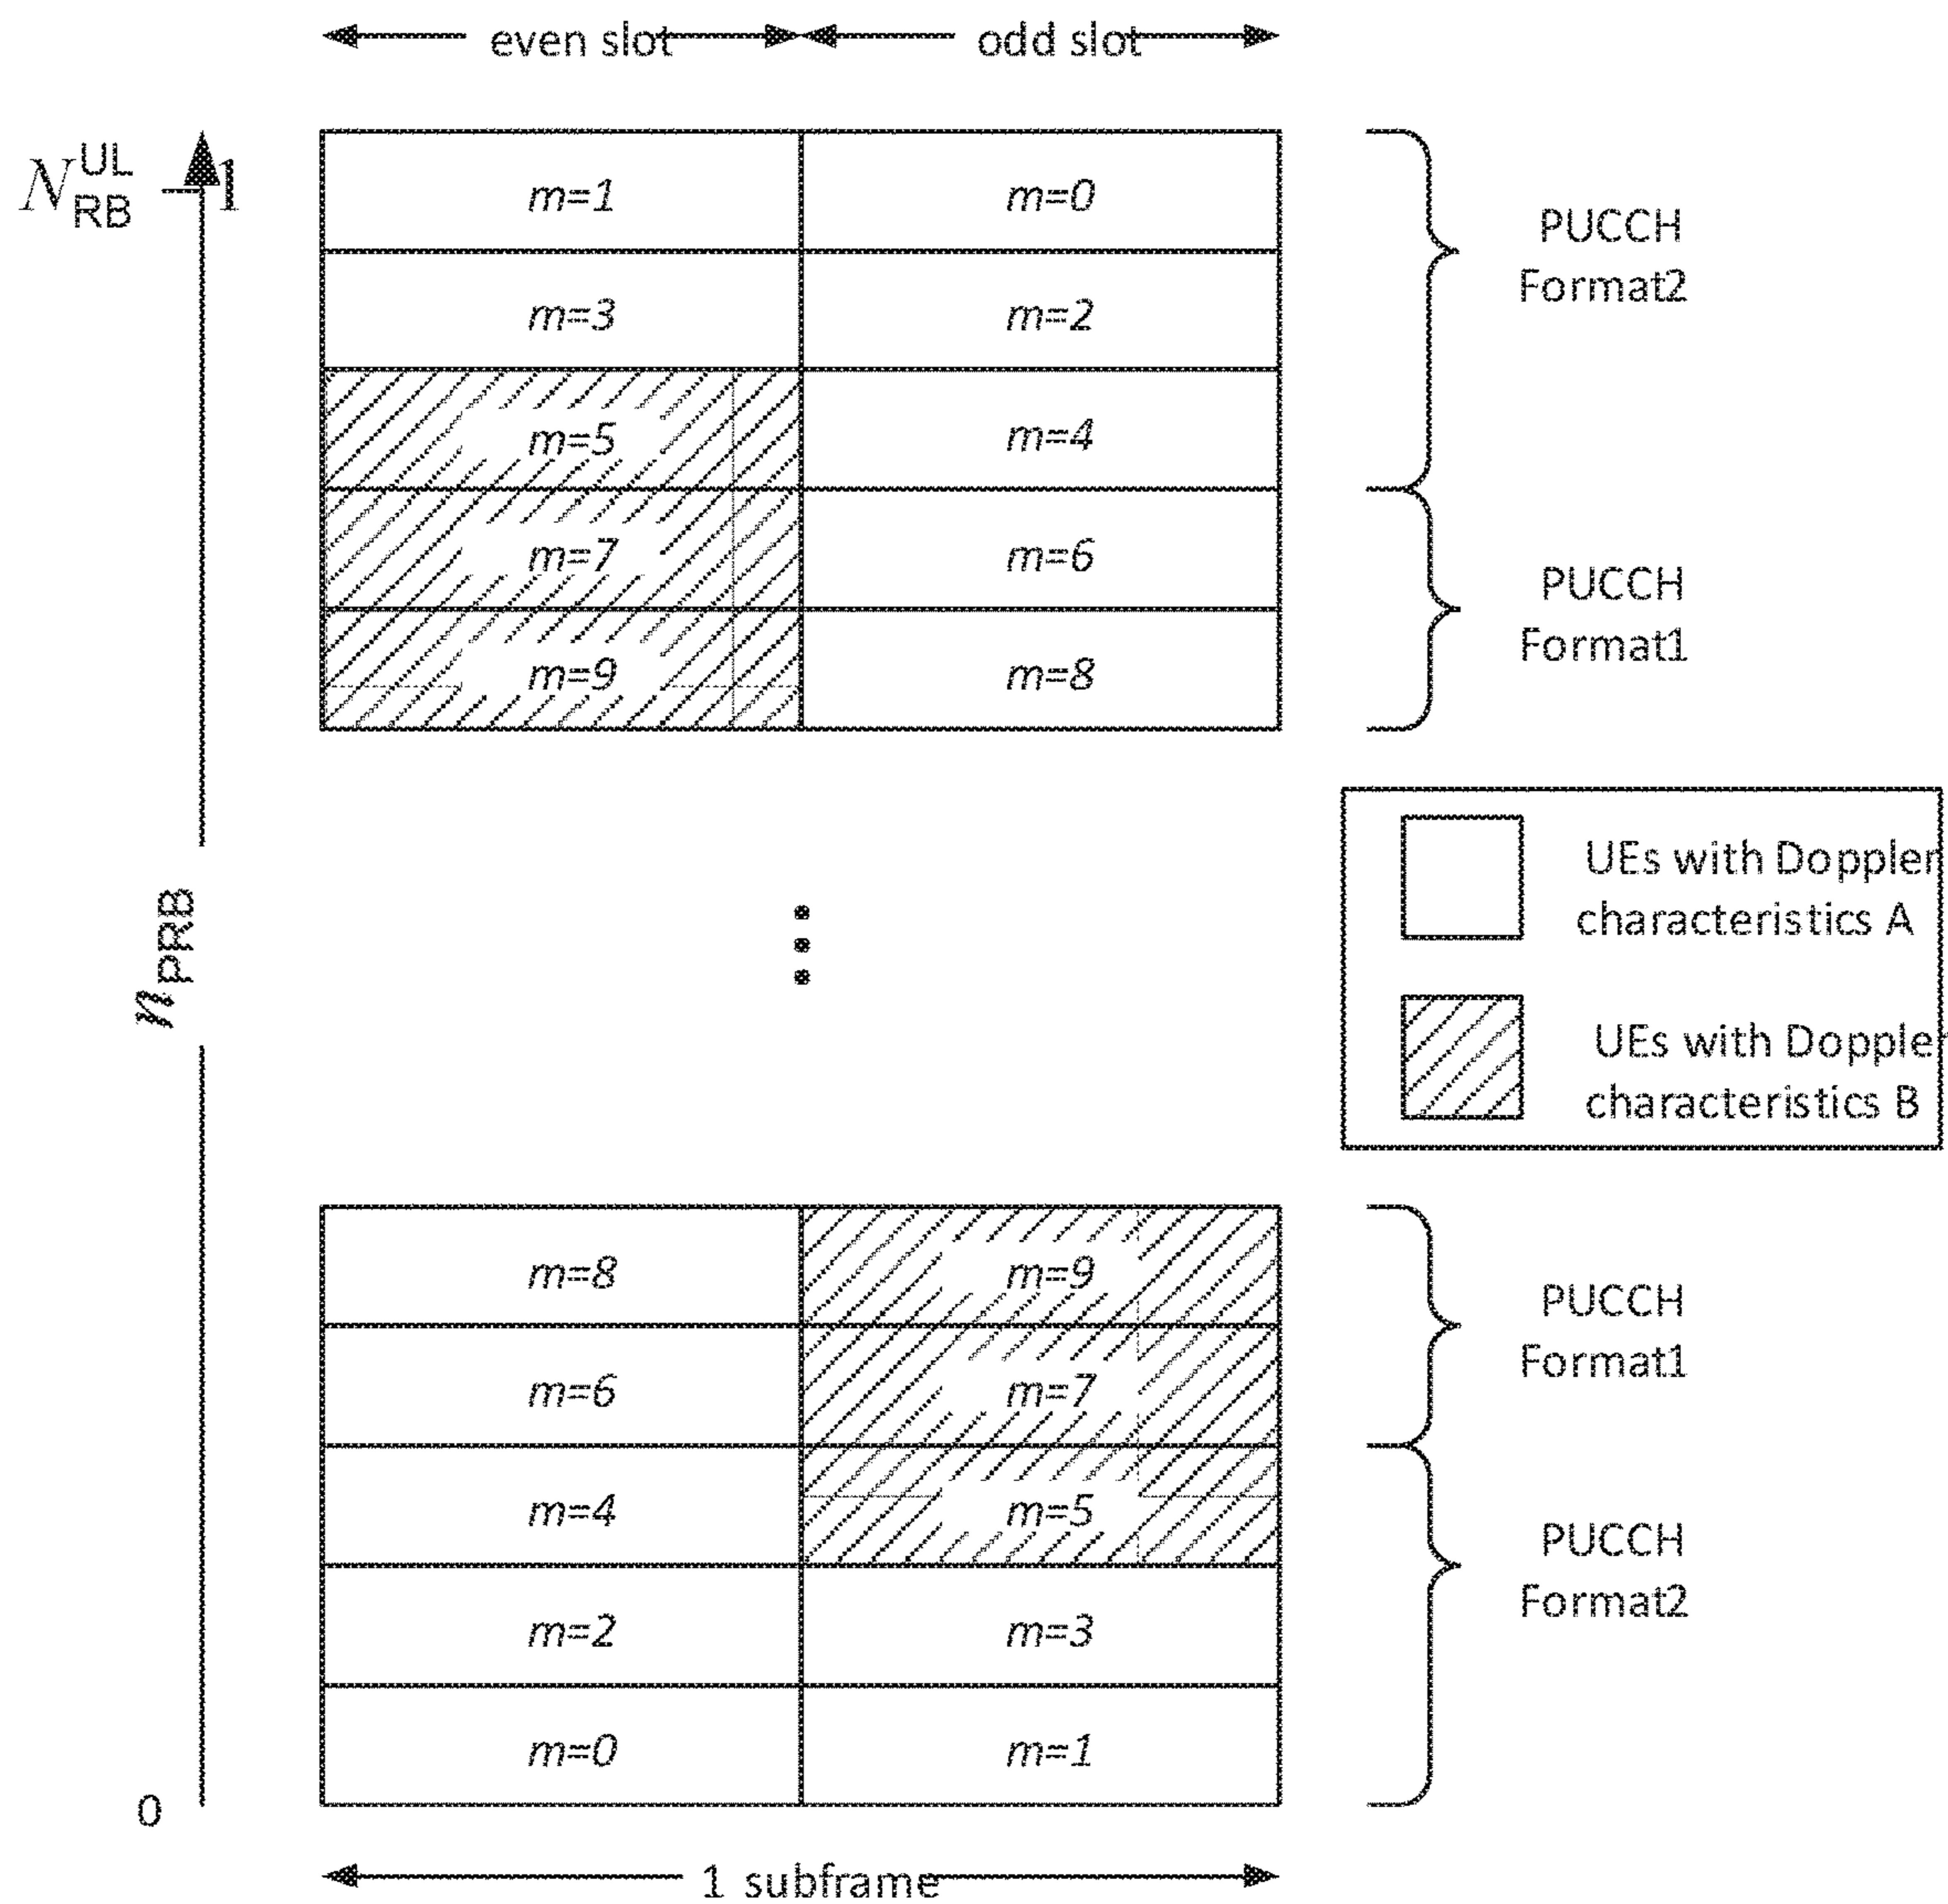 even slot odd slot
N_RB^UL −1
m=1 m=0
PUCCH
Format2
m=3 m=2
m=5 m=4
m=7 m=6
PUCCH
Format1
m=9 m=8
n_PRB
UEs with Doppler
characteristics A
UEs with Doppler
characteristics B
m=8 m=9
PUCCH
Format1
m=6 m=7
m=4 m=5
PUCCH
Format2
m=2 m=3
m=0 m=1
0
1 subframe